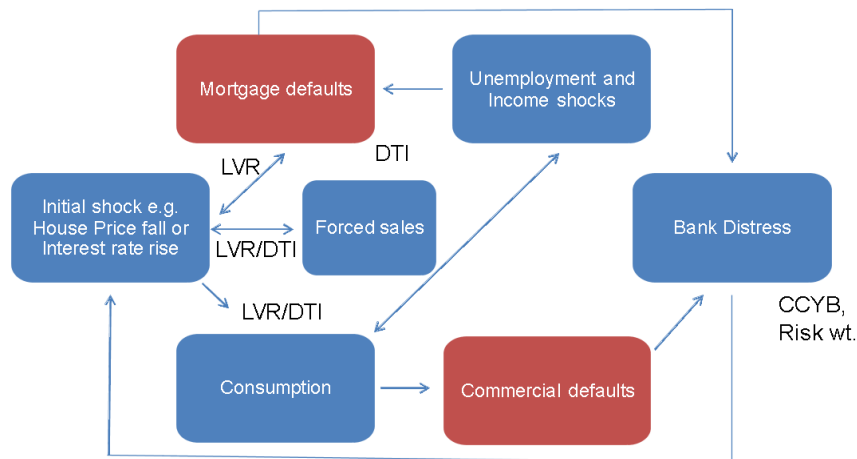 Mortgage defaults
Unemployment and
Income shocks
LVR
DTI
Initial shock e.g.
House Price fall or
Interest rate rise
LVR/DTI
Forced sales
Bank Distress
LVR/DTI
CCYB,
Risk wt.
Consumption
Commercial defaults